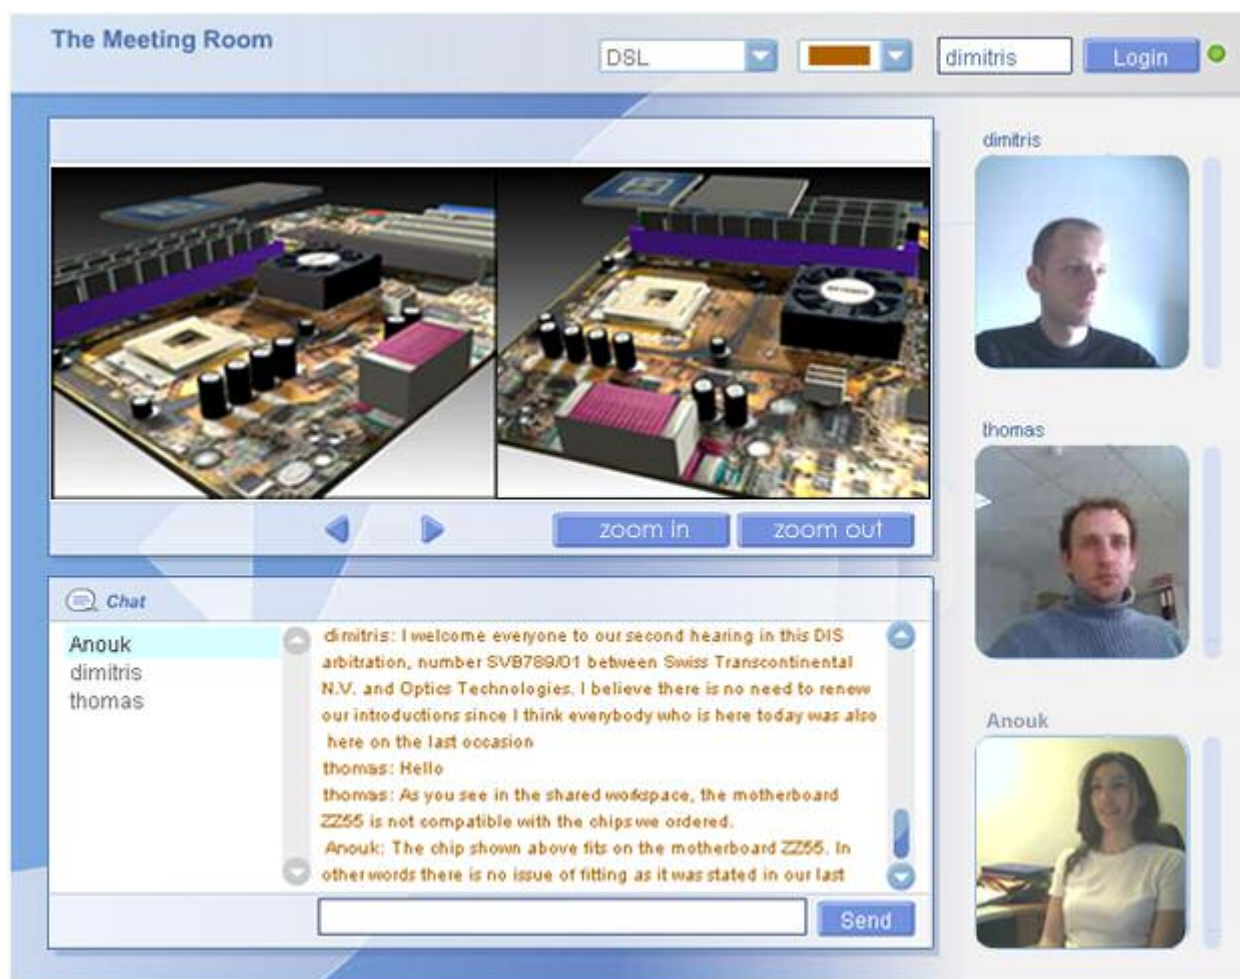 The Meeting Room
DSL
dimitris
Login
dimitris
thomas
zoom in
zoom out
Chat
Anouk
dimitris
thomas
dimitris: I welcome everyone to our second hearing in this DIS
arbitration, number SVB789/01 between Swiss Transcontinental
N.V. and Optics Technologies. I believe there is no need to renew
our introductions since I think everybody who is here today was also
here on the last occasion
thomas: Hello
thomas: As you see in the shared workspace, the motherboard
ZZ55 is not compatible with the chips we ordered.
Anouk: The chip shown above fits on the motherboard ZZ55. In
other words there is no issue of fitting as it was stated in our last
Send
Anouk